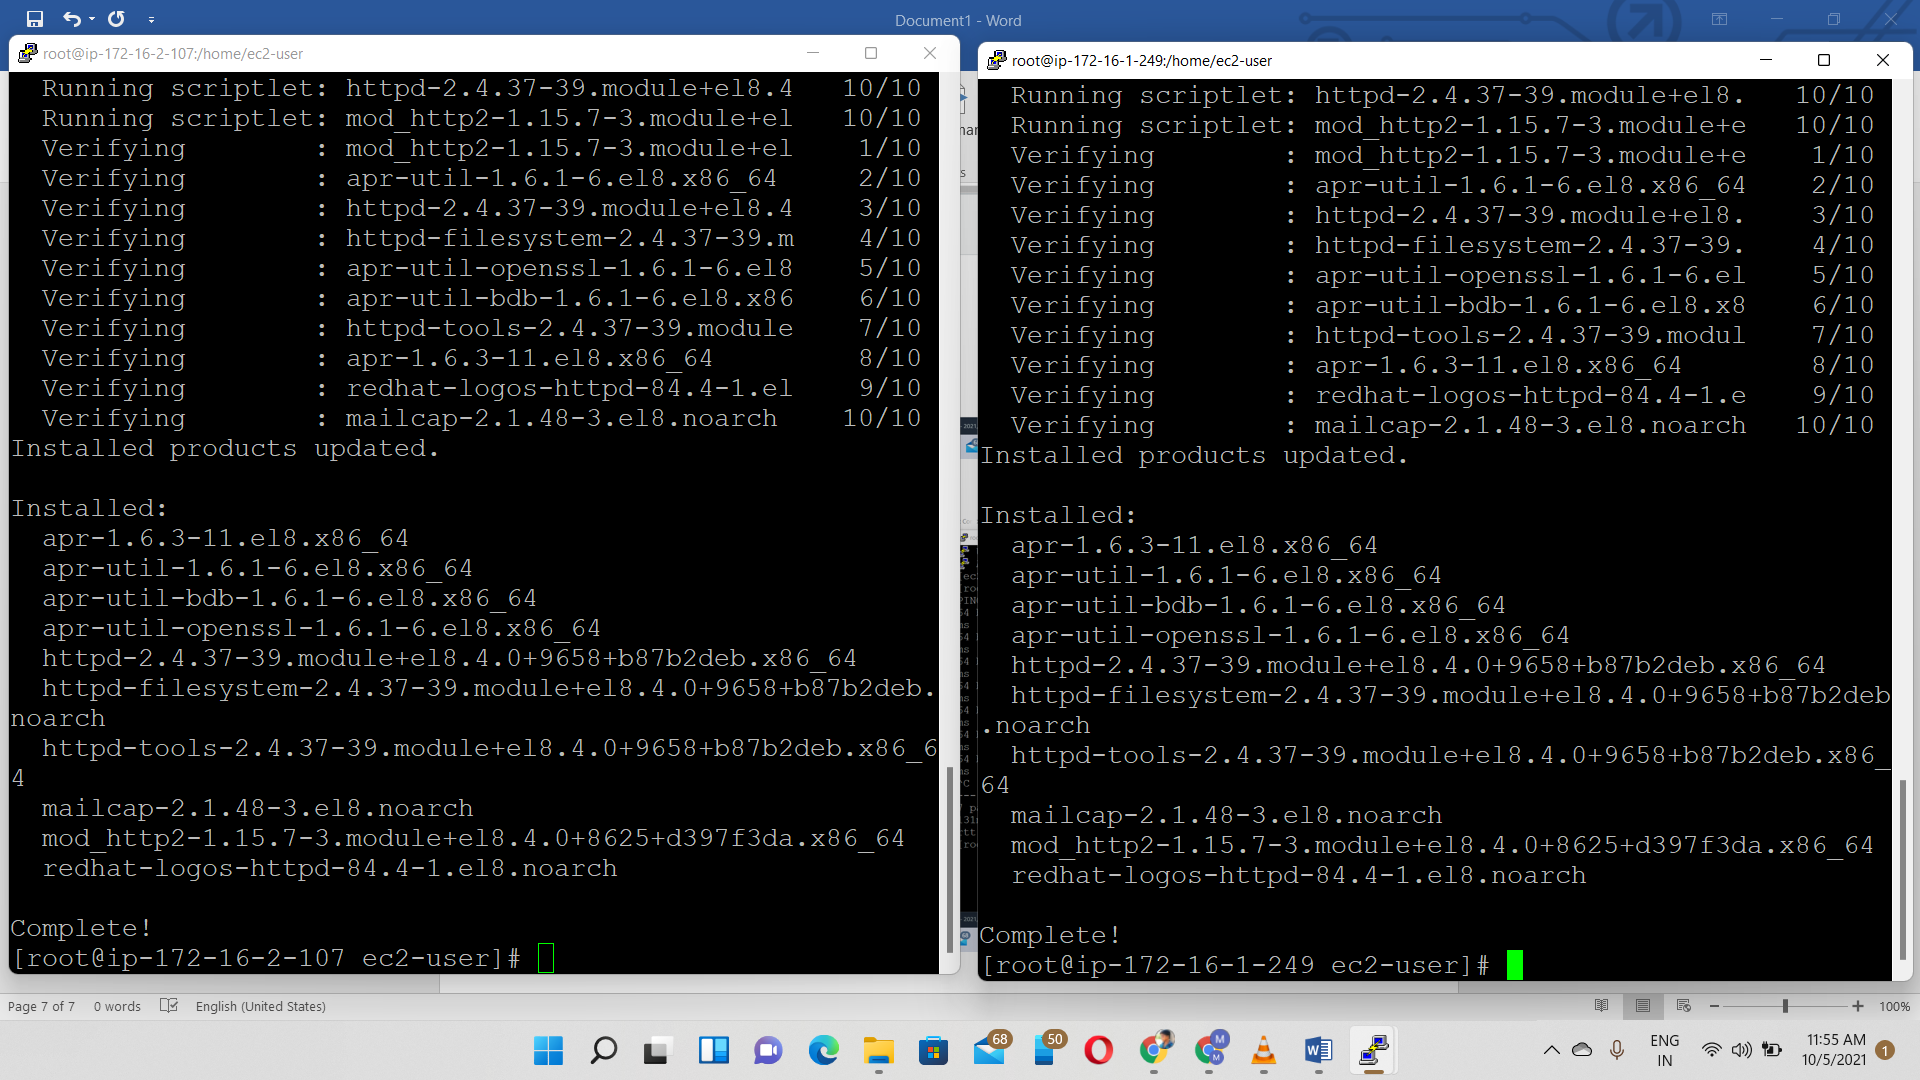 Document1 - Word
root@ip-172-16-2-107:/home/ec2-user
Running scriptlet: httpd-2.4.37-39.module+el8.4 10/10
Running scriptlet: mod_http2-1.15.7-3.module+el 10/10
Verifying : mod_http2-1.15.7-3.module+el 1/10
Verifying : apr-util-1.6.1-6.el8.x86_64 2/10
Verifying : httpd-2.4.37-39.module+el8.4 3/10
Verifying : httpd-filesystem-2.4.37-39.m 4/10
Verifying : apr-util-openssl-1.6.1-6.el8 5/10
Verifying : apr-util-bdb-1.6.1-6.el8.x86 6/10
Verifying : httpd-tools-2.4.37-39.module 7/10
Verifying : apr-1.6.3-11.el8.x86_64 8/10
Verifying : redhat-logos-httpd-84.4-1.el 9/10
Verifying : mailcap-2.1.48-3.el8.noarch 10/10
Installed products updated.
Installed:
apr-1.6.3-11.el8.x86_64
apr-util-1.6.1-6.el8.x86_64
apr-util-bdb-1.6.1-6.el8.x86_64
apr-util-openssl-1.6.1-6.el8.x86_64
httpd-2.4.37-39.module+el8.4.0+9658+b87b2deb.x86_64
httpd-filesystem-2.4.37-39.module+el8.4.0+9658+b87b2deb.
noarch
httpd-tools-2.4.37-39.module+el8.4.0+9658+b87b2deb.x86_6
4
mailcap-2.1.48-3.el8.noarch
mod_http2-1.15.7-3.module+el8.4.0+8625+d397f3da.x86_64
redhat-logos-httpd-84.4-1.el8.noarch
Complete!
[root@ip-172-16-2-107 ec2-user]#
root@ip-172-16-1-249:/home/ec2-user
Running scriptlet: httpd-2.4.37-39.module+el8. 10/10
Running scriptlet: mod_http2-1.15.7-3.module+e 10/10
Verifying : mod_http2-1.15.7-3.module+e 1/10
Verifying : apr-util-1.6.1-6.el8.x86_64 2/10
Verifying : httpd-2.4.37-39.module+el8. 3/10
Verifying : httpd-filesystem-2.4.37-39. 4/10
Verifying : apr-util-openssl-1.6.1-6.el 5/10
Verifying : apr-util-bdb-1.6.1-6.el8.x8 6/10
Verifying : httpd-tools-2.4.37-39.modul 7/10
Verifying : apr-1.6.3-11.el8.x86_64 8/10
Verifying : redhat-logos-httpd-84.4-1.e 9/10
Verifying : mailcap-2.1.48-3.el8.noarch 10/10
Installed products updated.
Installed:
apr-1.6.3-11.el8.x86_64
apr-util-1.6.1-6.el8.x86_64
apr-util-bdb-1.6.1-6.el8.x86_64
apr-util-openssl-1.6.1-6.el8.x86_64
httpd-2.4.37-39.module+el8.4.0+9658+b87b2deb.x86_64
httpd-filesystem-2.4.37-39.module+el8.4.0+9658+b87b2deb
.noarch
httpd-tools-2.4.37-39.module+el8.4.0+9658+b87b2deb.x86_
64
mailcap-2.1.48-3.el8.noarch
mod_http2-1.15.7-3.module+el8.4.0+8625+d397f3da.x86_64
redhat-logos-httpd-84.4-1.el8.noarch
Complete!
[root@ip-172-16-1-249 ec2-user]#
Page 7 of 7 0 words English (United States) 100%
68 50 M M
ENG 11:55 AM
IN 10/5/2021 1